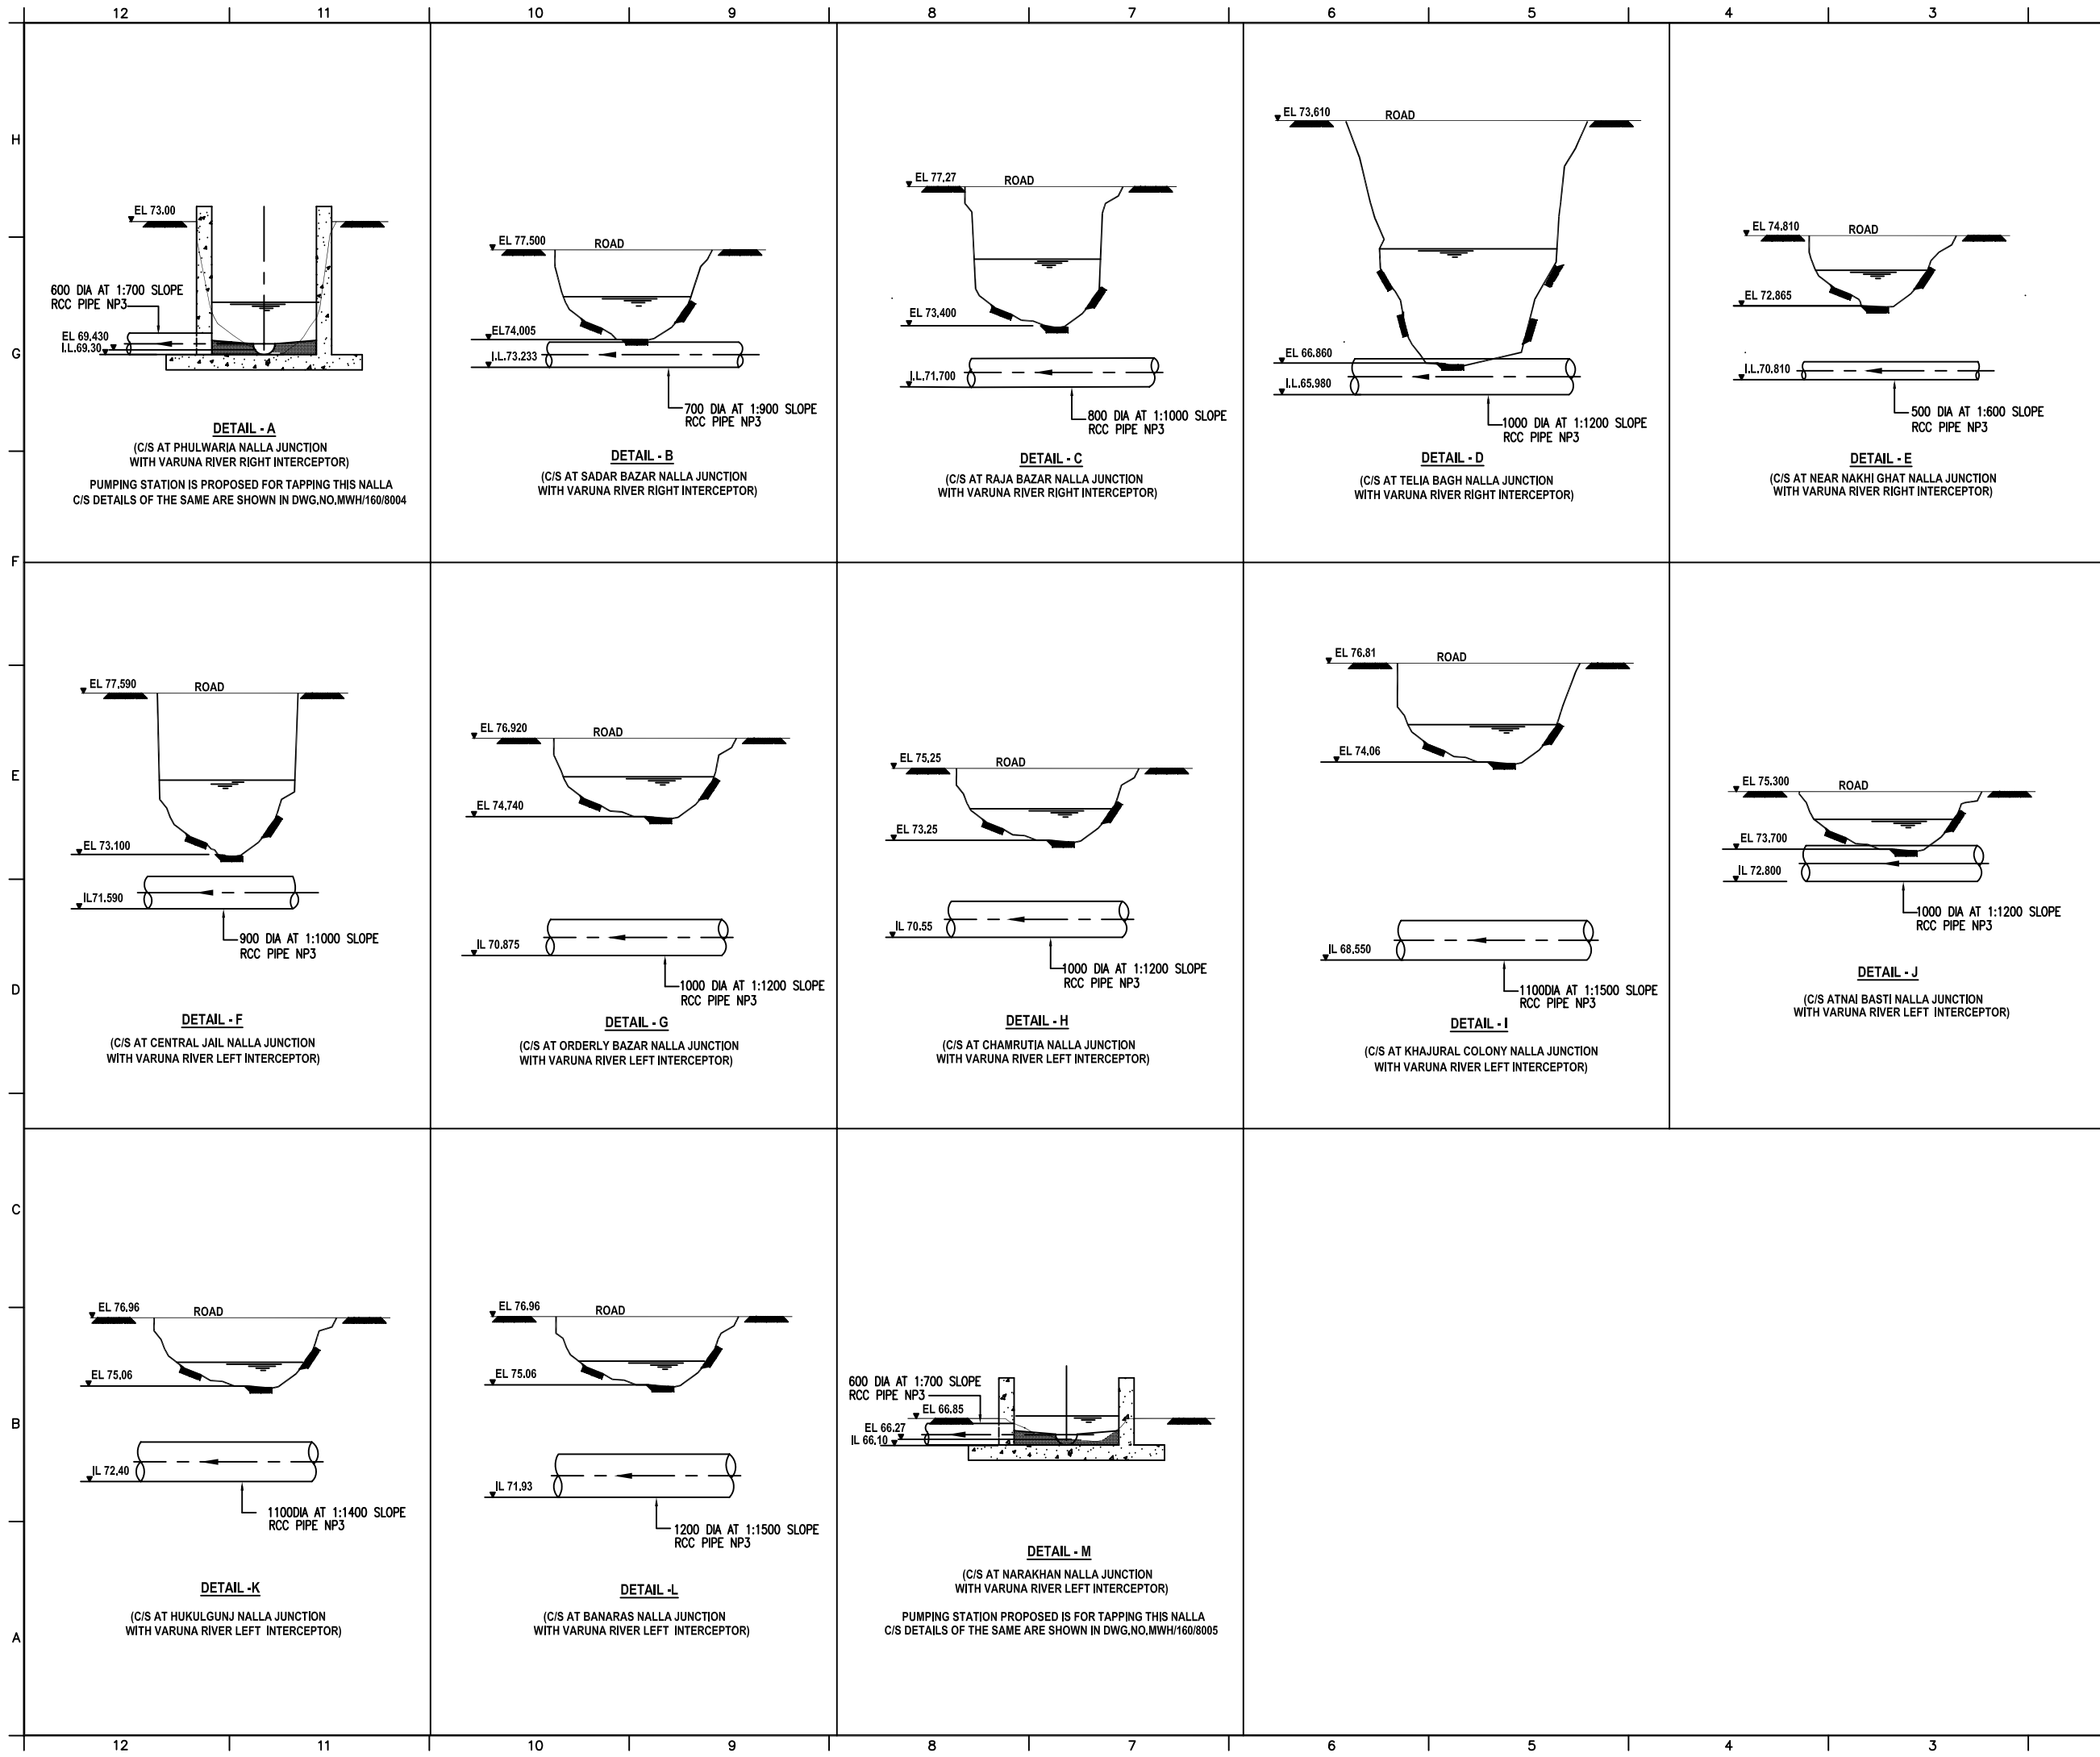 12 11 10 9 8 7 6 5 4 3
H
G
F
E
D
C
B
A
EL 73.00
600 DIA AT 1:700 SLOPE
RCC PIPE NP3
EL 69.430
I.L.69.30
DETAIL - A
(C/S AT PHULWARIA NALLA JUNCTION
WITH VARUNA RIVER RIGHT INTERCEPTOR)
PUMPING STATION IS PROPOSED FOR TAPPING THIS NALLA
C/S DETAILS OF THE SAME ARE SHOWN IN DWG.NO.MWH/160/8004
EL 77.500
ROAD
EL74.005
I.L.73.233
700 DIA AT 1:900 SLOPE
RCC PIPE NP3
DETAIL - B
(C/S AT SADAR BAZAR NALLA JUNCTION
WITH VARUNA RIVER RIGHT INTERCEPTOR)
EL 77.27
ROAD
EL 73.400
I.L.71.700
800 DIA AT 1:1000 SLOPE
RCC PIPE NP3
DETAIL - C
(C/S AT RAJA BAZAR NALLA JUNCTION
WITH VARUNA RIVER RIGHT INTERCEPTOR)
EL 73.610
ROAD
EL 66.860
I.L.65.980
1000 DIA AT 1:1200 SLOPE
RCC PIPE NP3
DETAIL - D
(C/S AT TELIA BAGH NALLA JUNCTION
WITH VARUNA RIVER RIGHT INTERCEPTOR)
EL 74.810
ROAD
EL 72.865
I.L.70.810
500 DIA AT 1:600 SLOPE
RCC PIPE NP3
DETAIL - E
(C/S AT NEAR NAKHI GHAT NALLA JUNCTION
WITH VARUNA RIVER RIGHT INTERCEPTOR)
EL 77.590
ROAD
EL 73.100
IL71.590
900 DIA AT 1:1000 SLOPE
RCC PIPE NP3
DETAIL - F
(C/S AT CENTRAL JAIL NALLA JUNCTION
WITH VARUNA RIVER LEFT INTERCEPTOR)
EL 76.920
ROAD
EL 74.740
IL 70.875
1000 DIA AT 1:1200 SLOPE
RCC PIPE NP3
DETAIL - G
(C/S AT ORDERLY BAZAR NALLA JUNCTION
WITH VARUNA RIVER LEFT INTERCEPTOR)
EL 75.25
ROAD
EL 73.25
IL 70.55
1000 DIA AT 1:1200 SLOPE
RCC PIPE NP3
DETAIL - H
(C/S AT CHAMRUTIA NALLA JUNCTION
WITH VARUNA RIVER LEFT INTERCEPTOR)
EL 76.81
ROAD
EL 74.06
IL 68.550
1100DIA AT 1:1500 SLOPE
RCC PIPE NP3
DETAIL - I
(C/S AT KHAJURAL COLONY NALLA JUNCTION
WITH VARUNA RIVER LEFT INTERCEPTOR)
EL 75.300
ROAD
EL 73.700
IL 72.800
1000 DIA AT 1:1200 SLOPE
RCC PIPE NP3
DETAIL - J
(C/S ATNAI BASTI NALLA JUNCTION
WITH VARUNA RIVER LEFT INTERCEPTOR)
EL 76.96
ROAD
EL 75.06
IL 72.40
1100DIA AT 1:1400 SLOPE
RCC PIPE NP3
DETAIL -K
(C/S AT HUKULGUNJ NALLA JUNCTION
WITH VARUNA RIVER LEFT INTERCEPTOR)
EL 76.96
ROAD
EL 75.06
IL 71.93
1200 DIA AT 1:1500 SLOPE
RCC PIPE NP3
DETAIL -L
(C/S AT BANARAS NALLA JUNCTION
WITH VARUNA RIVER LEFT INTERCEPTOR)
600 DIA AT 1:700 SLOPE
RCC PIPE NP3
EL 66.85
EL 66.27
IL 66.10
DETAIL - M
(C/S AT NARAKHAN NALLA JUNCTION
WITH VARUNA RIVER LEFT INTERCEPTOR)
PUMPING STATION PROPOSED IS FOR TAPPING THIS NALLA
C/S DETAILS OF THE SAME ARE SHOWN IN DWG.NO.MWH/160/8005
12 11 10 9 8 7 6 5 4 3